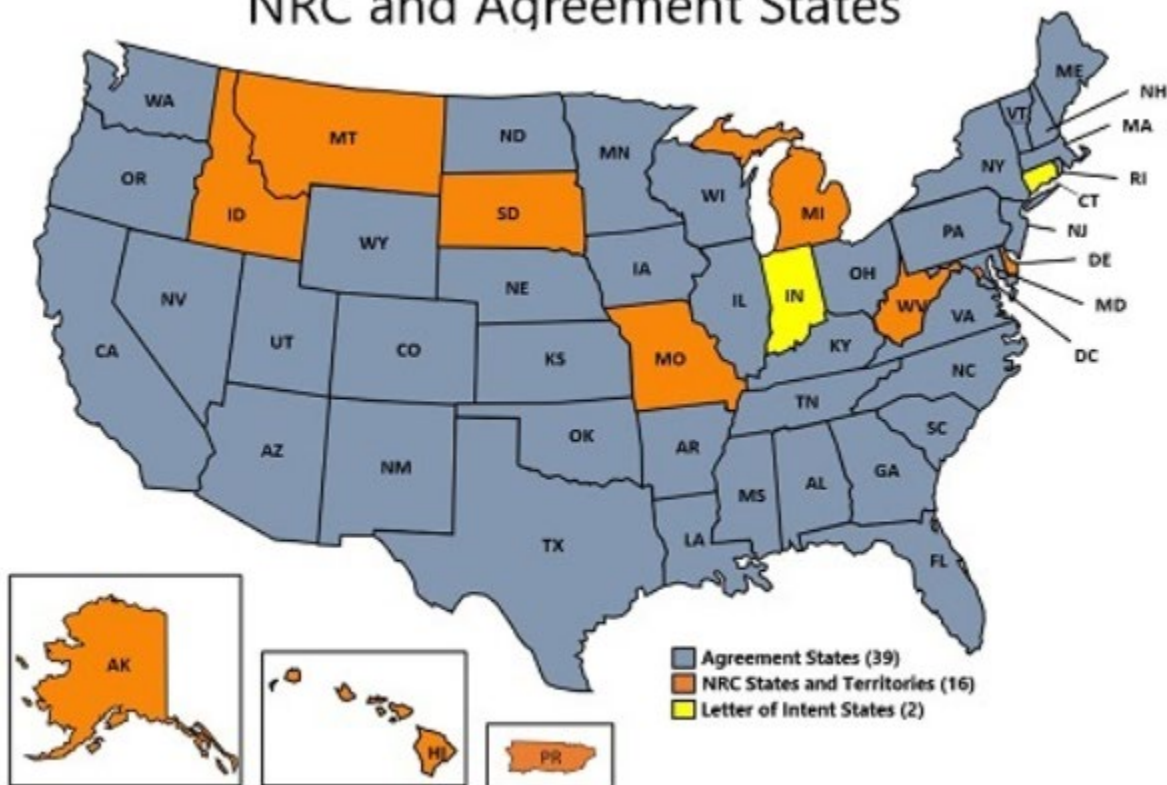 NRC and Agreement States
WA
MT
ND
MN
ME
VT
NH
MA
OR
ID
SD
WI
MI
NY
RI
CT
WY
PA
NJ
IA
OH
DE
NV
NE
IL
IN
WV
MD
VA
CA
UT
CO
KS
MO
KY
DC
NC
TN
AZ
NM
OK
AR
SC
MS
AL
GA
TX
LA
FL
AK
HI
PR
Agreement States (39)
NRC States and Territories (16)
Letter of Intent States (2)